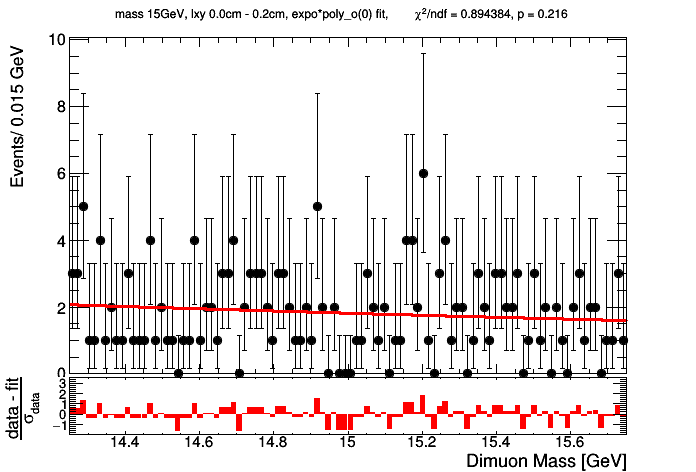 mass 15GeV, lxy 0.0cm - 0.2cm, expo*poly_o(0) fit, χ²/ndf = 0.894384, p = 0.216
Events/ 0.015 GeV
10
8
6
4
2
0
data - fit
σdata
3
2
1
0
−1
14.4 14.6 14.8 15 15.2 15.4 15.6
Dimuon Mass [GeV]